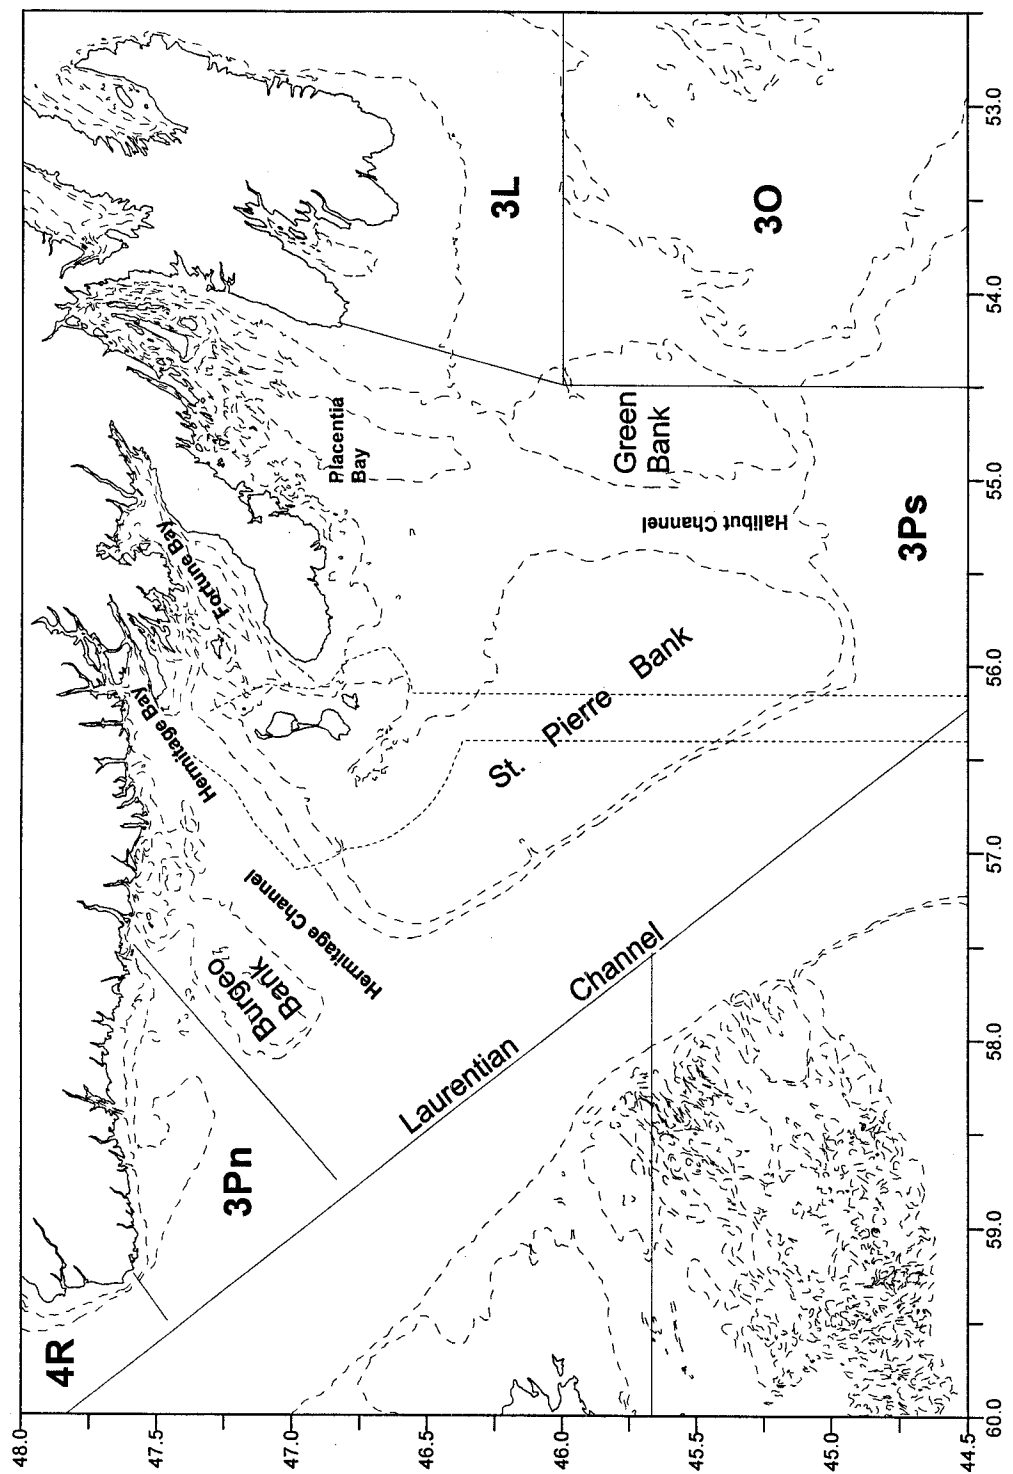 48.0
47.5
47.0
46.5
46.0
45.5
45.0
44.5
60.0
59.0
58.0
57.0
56.0
55.0
54.0
53.0
4R
3Pn
3Ps
3L
3O
Burgeo
Bank
Hermitage Channel
Hermitage Bay
Fortune Bay
Placentia
Bay
Laurentian Channel
St. Pierre Bank
Halibut Channel
Green
Bank